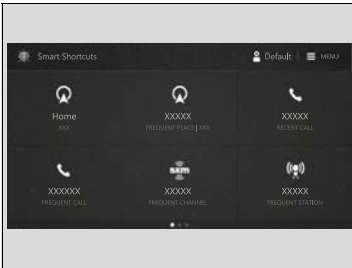 Smart Shortcuts
Default
MENU
Home
XXX
XXXXX
FREQUENT PLACE | XXX
XXXXX
RECENT CALL
XXXXXX
FREQUENT CALL
sxm
XXXXX
FREQUENT CHANNEL
XXXXX
FREQUENT STATION